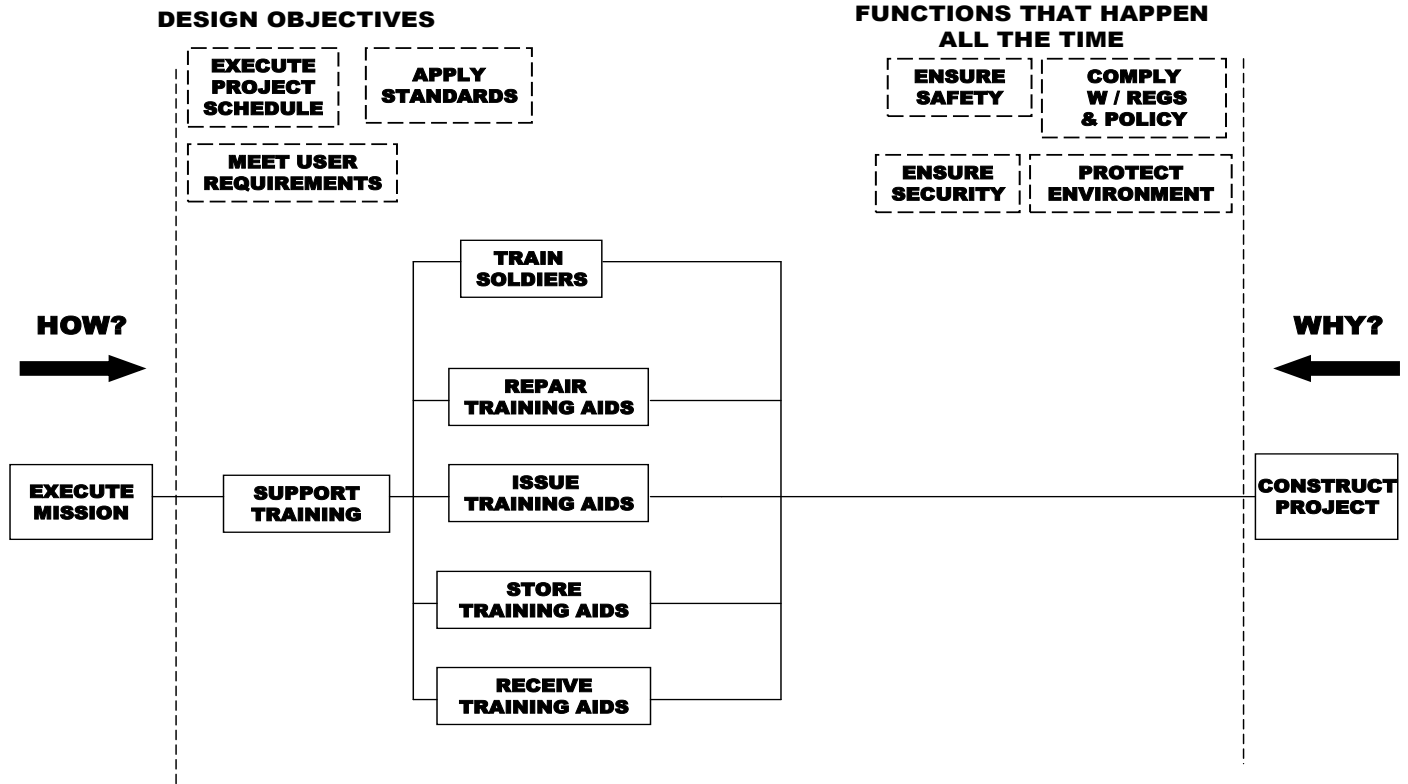 DESIGN OBJECTIVES
FUNCTIONS THAT HAPPEN
ALL THE TIME
EXECUTE
PROJECT
SCHEDULE
APPLY
STANDARDS
MEET USER
REQUIREMENTS
ENSURE
SAFETY
COMPLY
W / REGS
& POLICY
ENSURE
SECURITY
PROTECT
ENVIRONMENT
HOW?
WHY?
EXECUTE
MISSION
SUPPORT
TRAINING
TRAIN
SOLDIERS
REPAIR
TRAINING AIDS
ISSUE
TRAINING AIDS
STORE
TRAINING AIDS
RECEIVE
TRAINING AIDS
CONSTRUCT
PROJECT